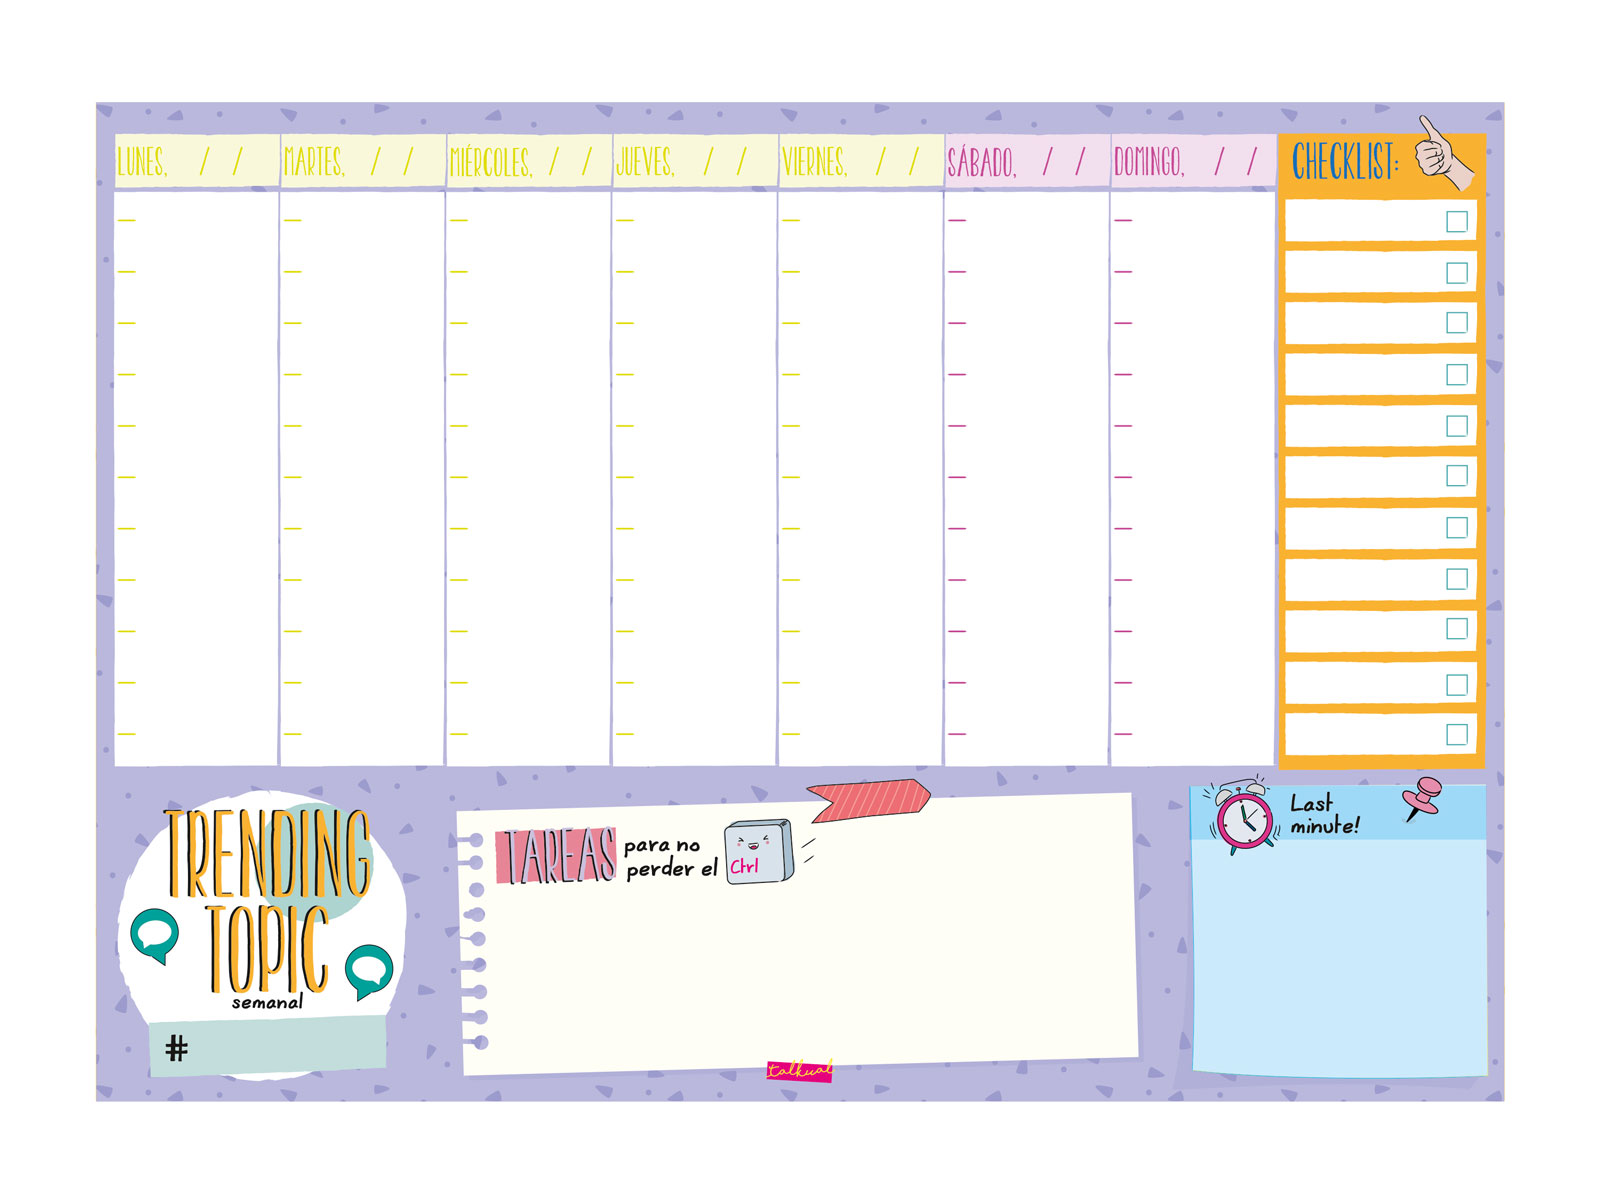 LUNES, / /
MARTES, / /
MIÉRCOLES, / /
JUEVES, / /
VIERNES, / /
SÁBADO, / /
DOMINGO, / /
CHECKLIST:
TRENDING
TOPIC
semanal
#
TAREAS para no
perder el Ctrl
talkual
Last
minute!